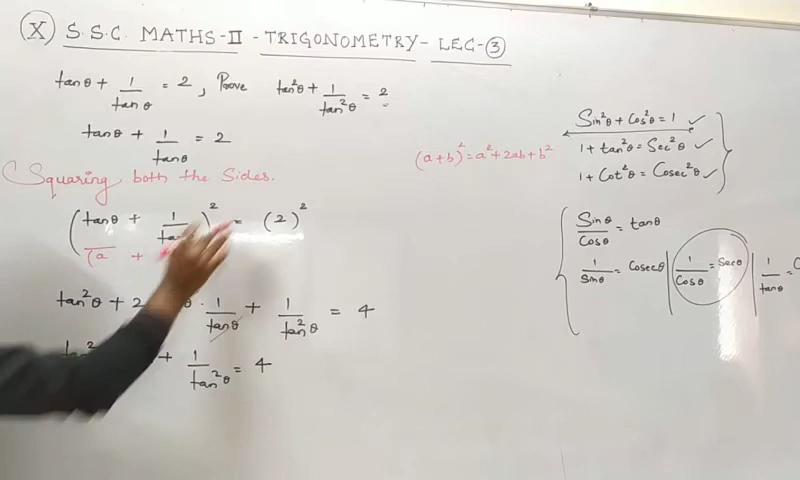 (X) S.S.C. MATHS-II - TRIGONOMETRY - LEC-③
tanθ + 1/tanθ = 2, Prove tan²θ + 1/tan²θ = 2
tanθ + 1/tanθ = 2
Squaring both the Sides.
(tanθ + 1/tan)² = (2)²
(a +
tan²θ + 2 θ · 1/tanθ + 1/tan²θ = 4
+ 1/tan²θ = 4
(a+b)² = a² + 2ab + b²
Sin²θ + Cos²θ = 1 ✓
1 + tan²θ = Sec²θ ✓
1 + Cot²θ = Cosec²θ ✓
Sinθ/Cosθ = tanθ
1/Sinθ = Cosecθ | 1/Cosθ = Secθ | 1/tanθ =